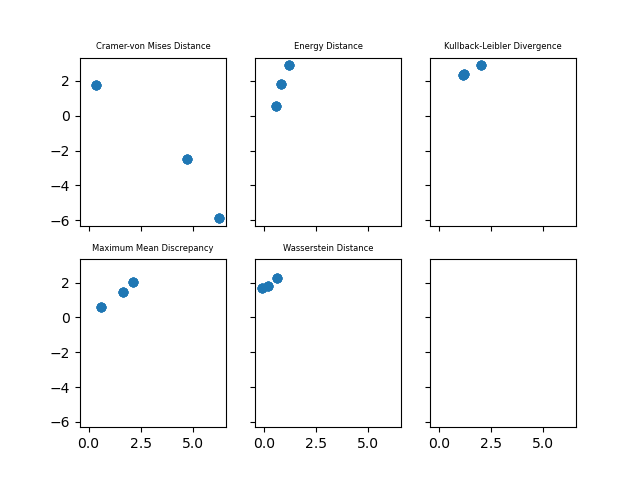 Cramer-von Mises Distance
Energy Distance
Kullback-Leibler Divergence
2
0
−2
−4
−6
Maximum Mean Discrepancy
Wasserstein Distance
2
0
−2
−4
−6
0.0 2.5 5.0
0.0 2.5 5.0
0.0 2.5 5.0